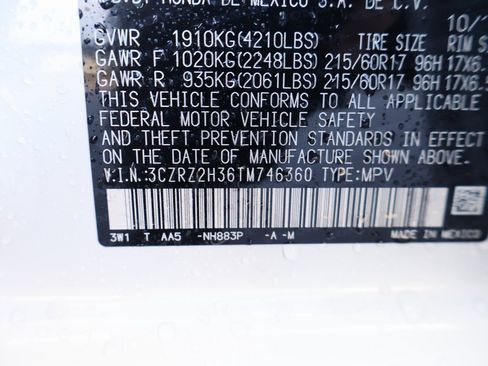 HONDA DE MEXICO S.A. DE C.V.
10/
GVWR 1910KG(4210LBS) TIRE SIZE RIM S
GAWR F 1020KG(2248LBS) 215/60R17 96H 17X6.
GAWR R 935KG(2061LBS) 215/60R17 96H 17X6.5
THIS VEHICLE CONFORMS TO ALL APPLICABLE
FEDERAL MOTOR VEHICLE SAFETY
AND THEFT PREVENTION STANDARDS IN EFFECT
ON THE DATE OF MANUFACTURE SHOWN ABOVE.
V.I.N.:3CZRZ2H36TM746360 TYPE:MPV
3W1 T AA5 -NH883P -A -M
MADE IN MEXICO